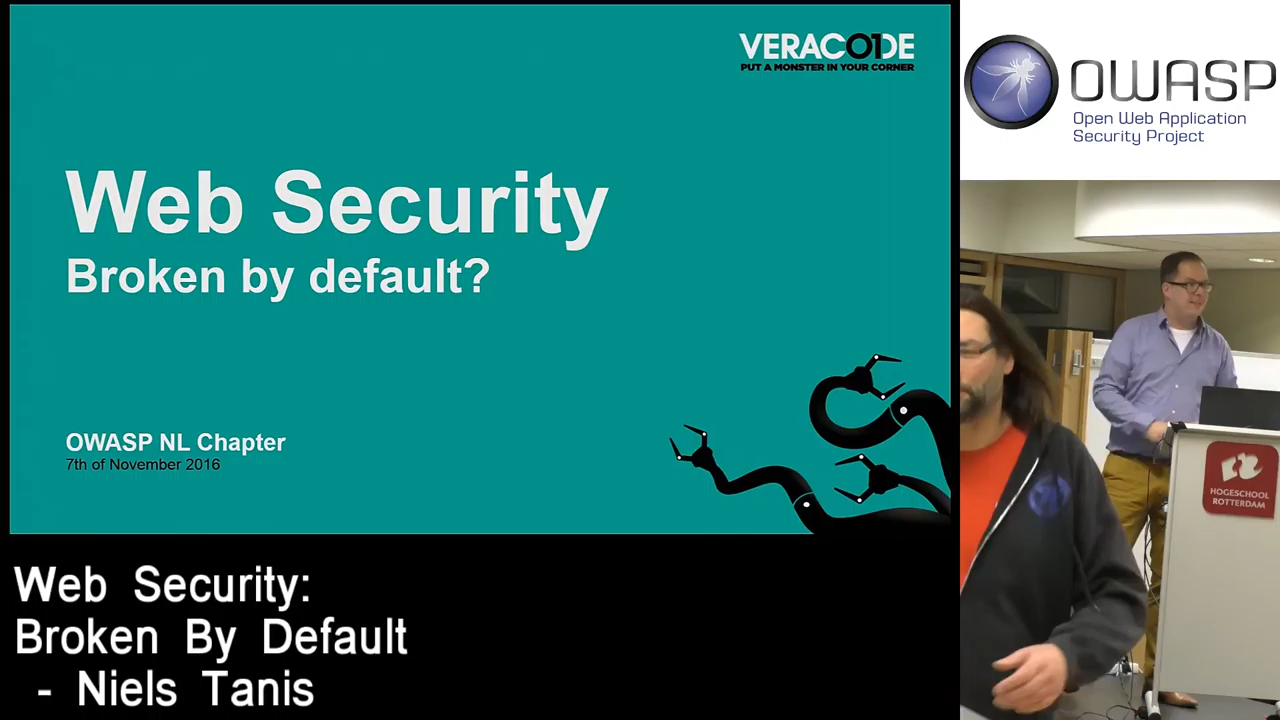 VERACODE
PUT A MONSTER IN YOUR CORNER
Web Security
Broken by default?
OWASP NL Chapter
7th of November 2016
Web Security:
Broken By Default
- Niels Tanis
OWASP
Open Web Application
Security Project
HOGESCHOOL
ROTTERDAM